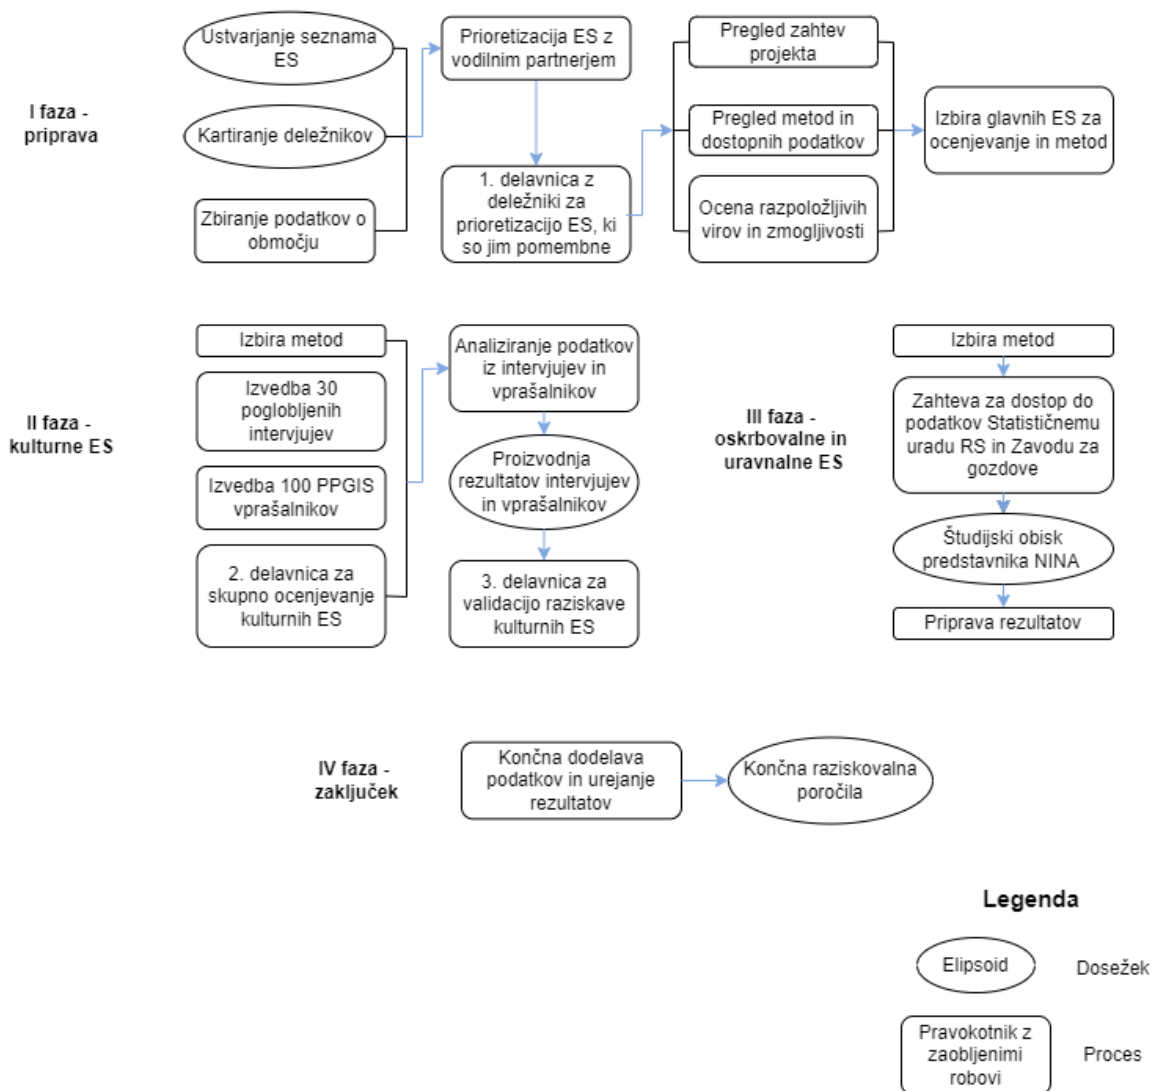 I faza -
priprava
Ustvarjanje seznama
ES
Kartiranje deležnikov
Zbiranje podatkov o
območju
Prioretizacija ES z
vodilnim partnerjem
1. delavnica z
deležniki za
prioretizacijo ES, ki
so jim pomembne
Pregled zahtev
projekta
Pregled metod in
dostopnih podatkov
Ocena razpoložljivih
virov in zmogljivosti
Izbira glavnih ES za
ocenjevanje in metod
II faza -
kulturne ES
Izbira metod
Izvedba 30
poglobljenih
intervjujev
Izvedba 100 PPGIS
vprašalnikov
2. delavnica za
skupno ocenjevanje
kulturnih ES
Analiziranje podatkov
iz intervjujev in
vprašalnikov
Proizvodnja
rezultatov intervjujev
in vprašalnikov
3. delavnica za
validacijo raziskave
kulturnih ES
III faza -
oskrbovalne in
uravnalne ES
Izbira metod
Zahteva za dostop do
podatkov Statističnemu
uradu RS in Zavodu za
gozdove
Študijski obisk
predstavnika NINA
Priprava rezultatov
IV faza -
zaključek
Končna dodelava
podatkov in urejanje
rezultatov
Končna raziskovalna
poročila
Legenda
Elipsoid
Dosežek
Pravokotnik z
zaobljenimi
robovi
Proces